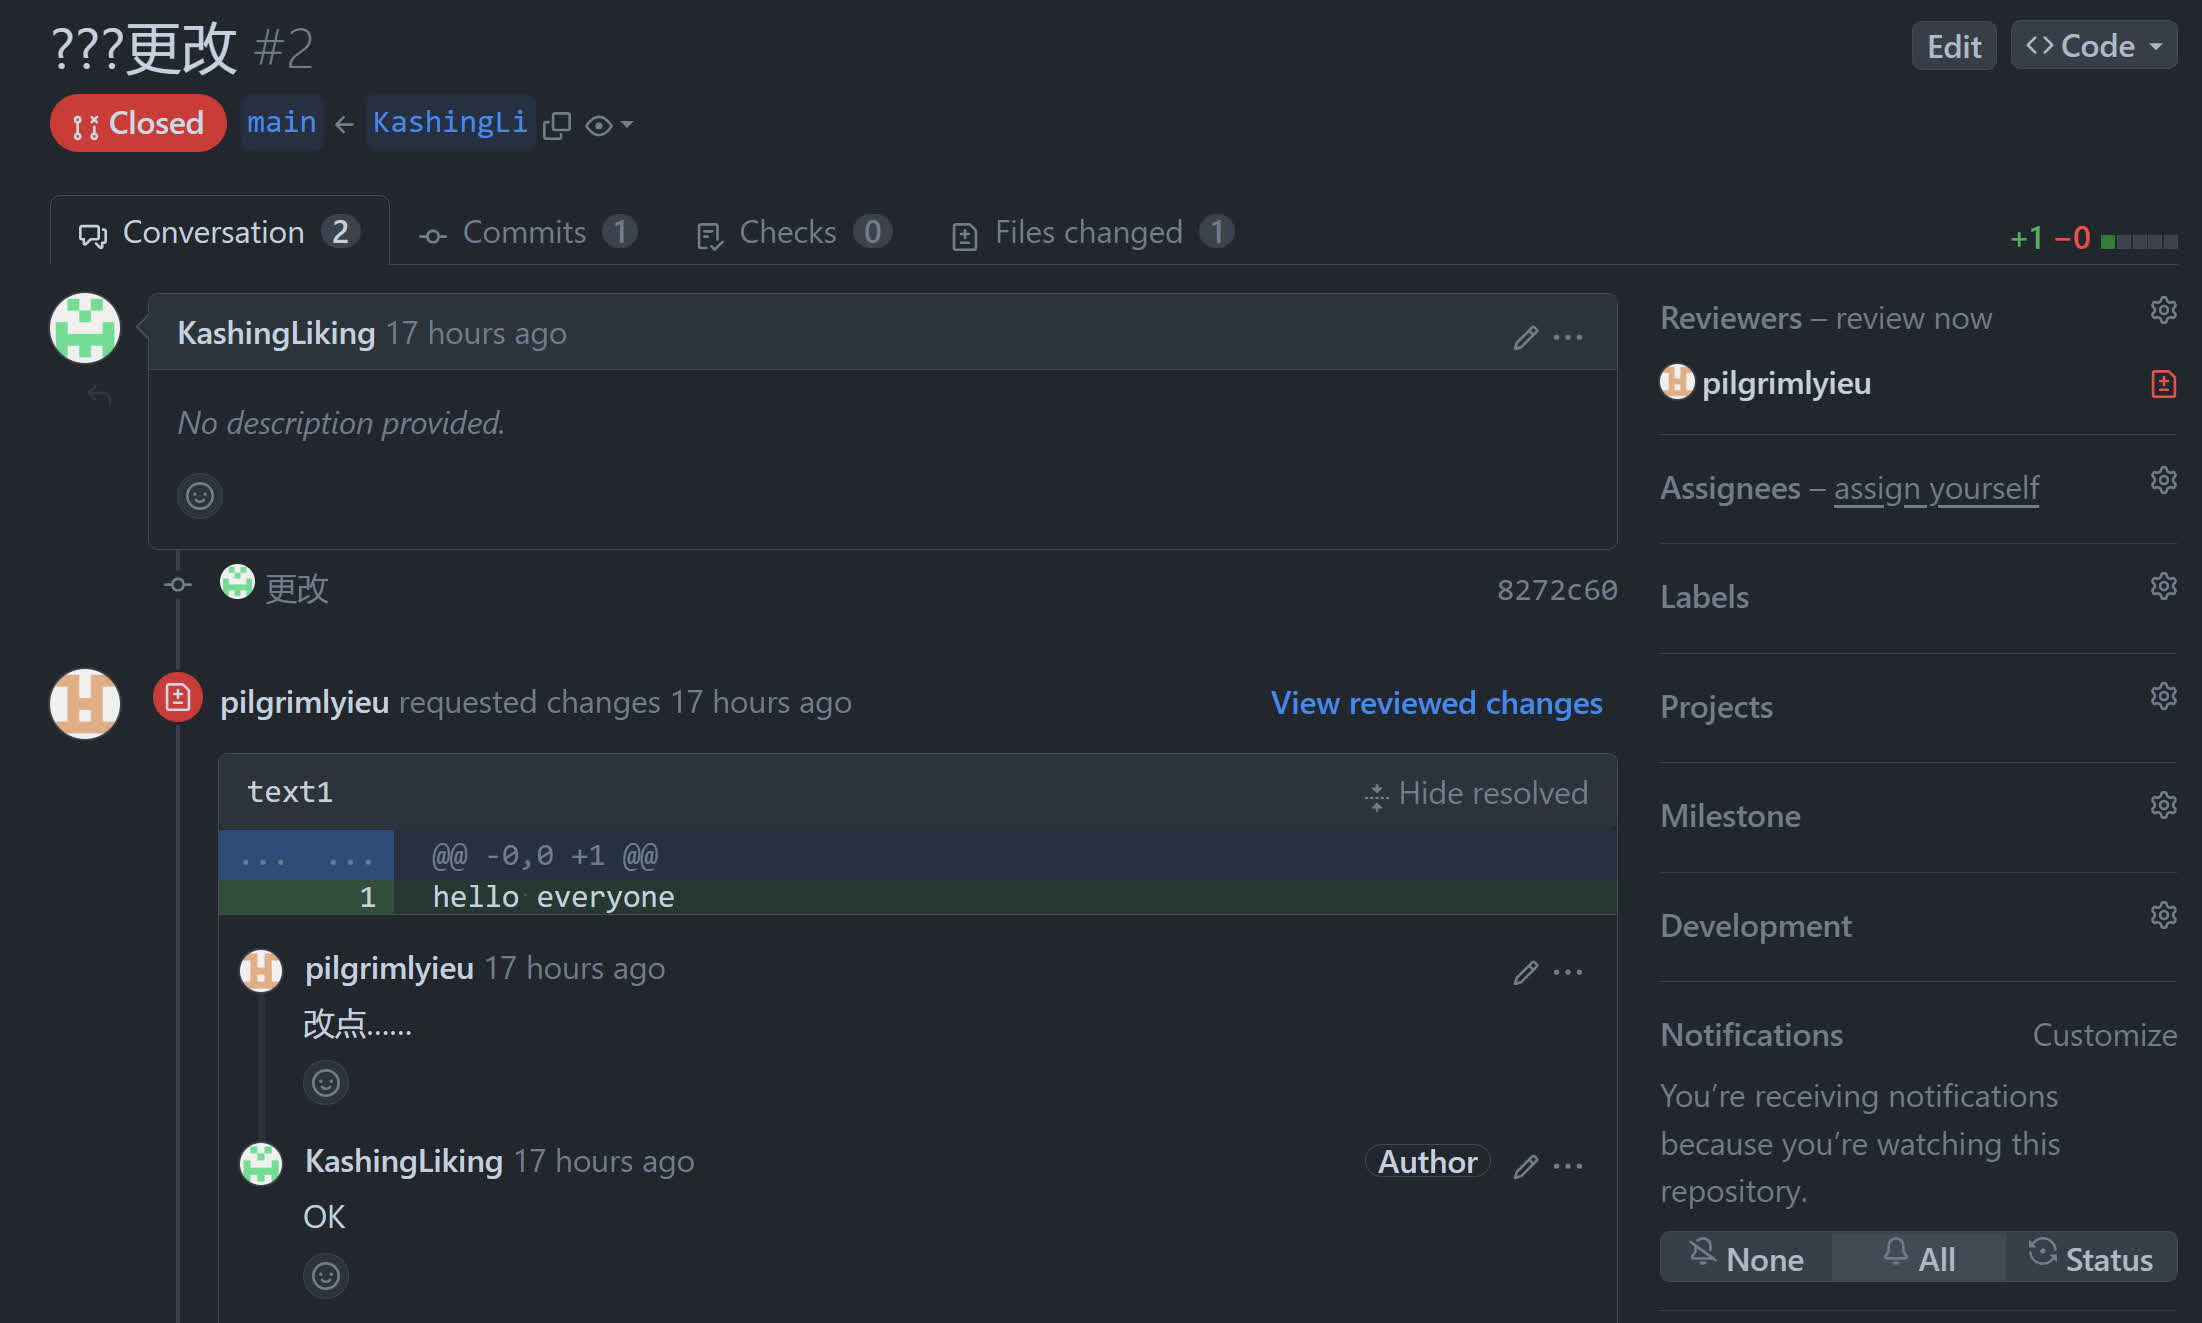 ???更改 #2
Edit
Code
Closed main ← KashingLi
Conversation 2
Commits 1
Checks 0
Files changed 1
+1 −0
KashingLiking 17 hours ago
No description provided.
更改 8272c60
pilgrimlyieu requested changes 17 hours ago
View reviewed changes
text1
Hide resolved
... ... @@ -0,0 +1 @@
1 hello everyone
pilgrimlyieu 17 hours ago
改点......
KashingLiking 17 hours ago
Author
OK
Reviewers – review now
pilgrimlyieu
Assignees – assign yourself
Labels
Projects
Milestone
Development
Notifications
Customize
You’re receiving notifications
because you’re watching this
repository.
None
All
Status